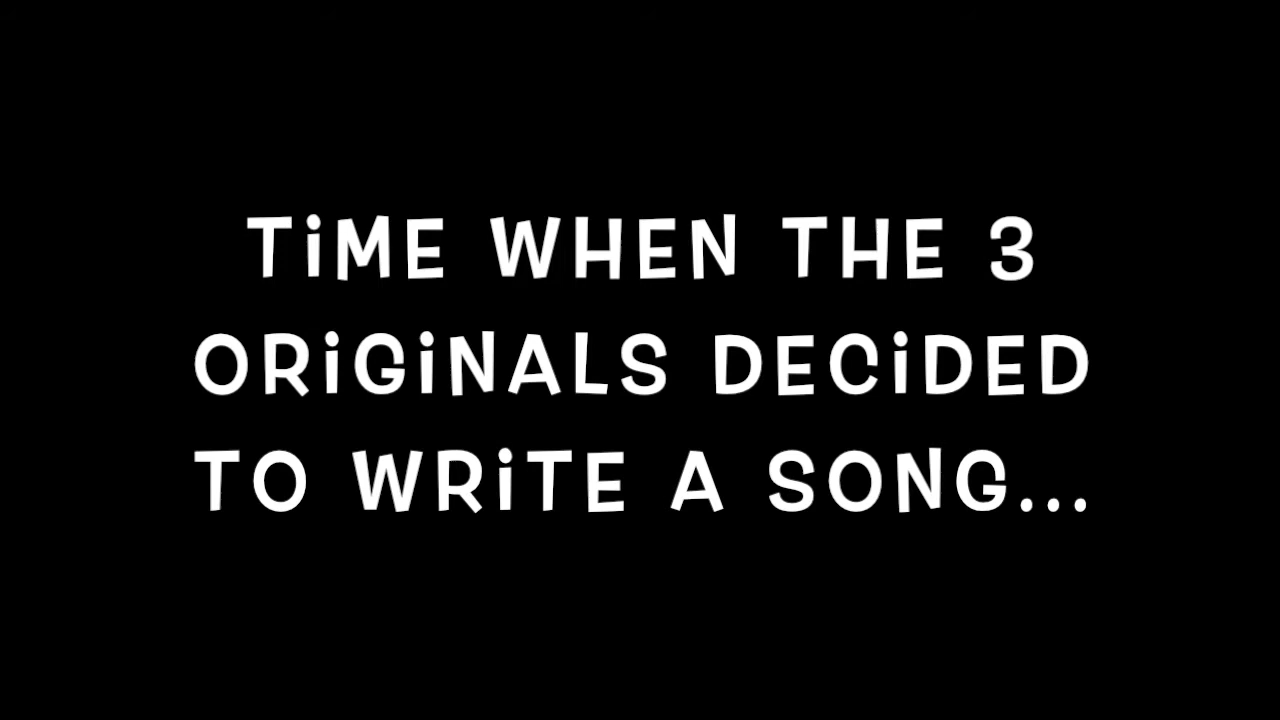 TiME WHEN THE 3
ORiGiNALS DECiDED
TO WRiTE A SONG...